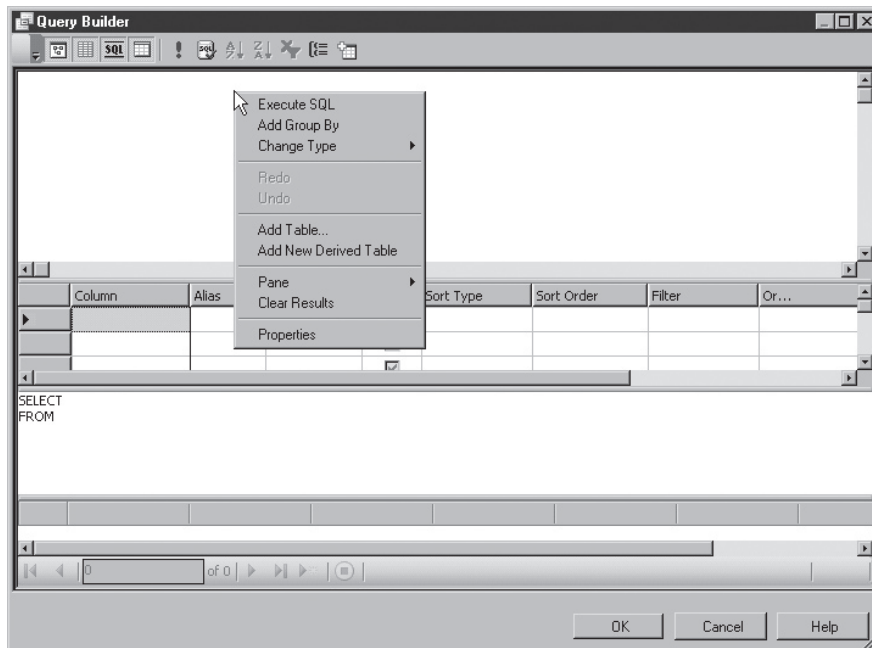 Query Builder
SQL
SQL
Execute SQL
Add Group By
Change Type
Redo
Undo
Add Table...
Add New Derived Table
Pane
Clear Results
Properties
Column Alias Sort Type Sort Order Filter Or...
SELECT
FROM
0 of 0
OK Cancel Help